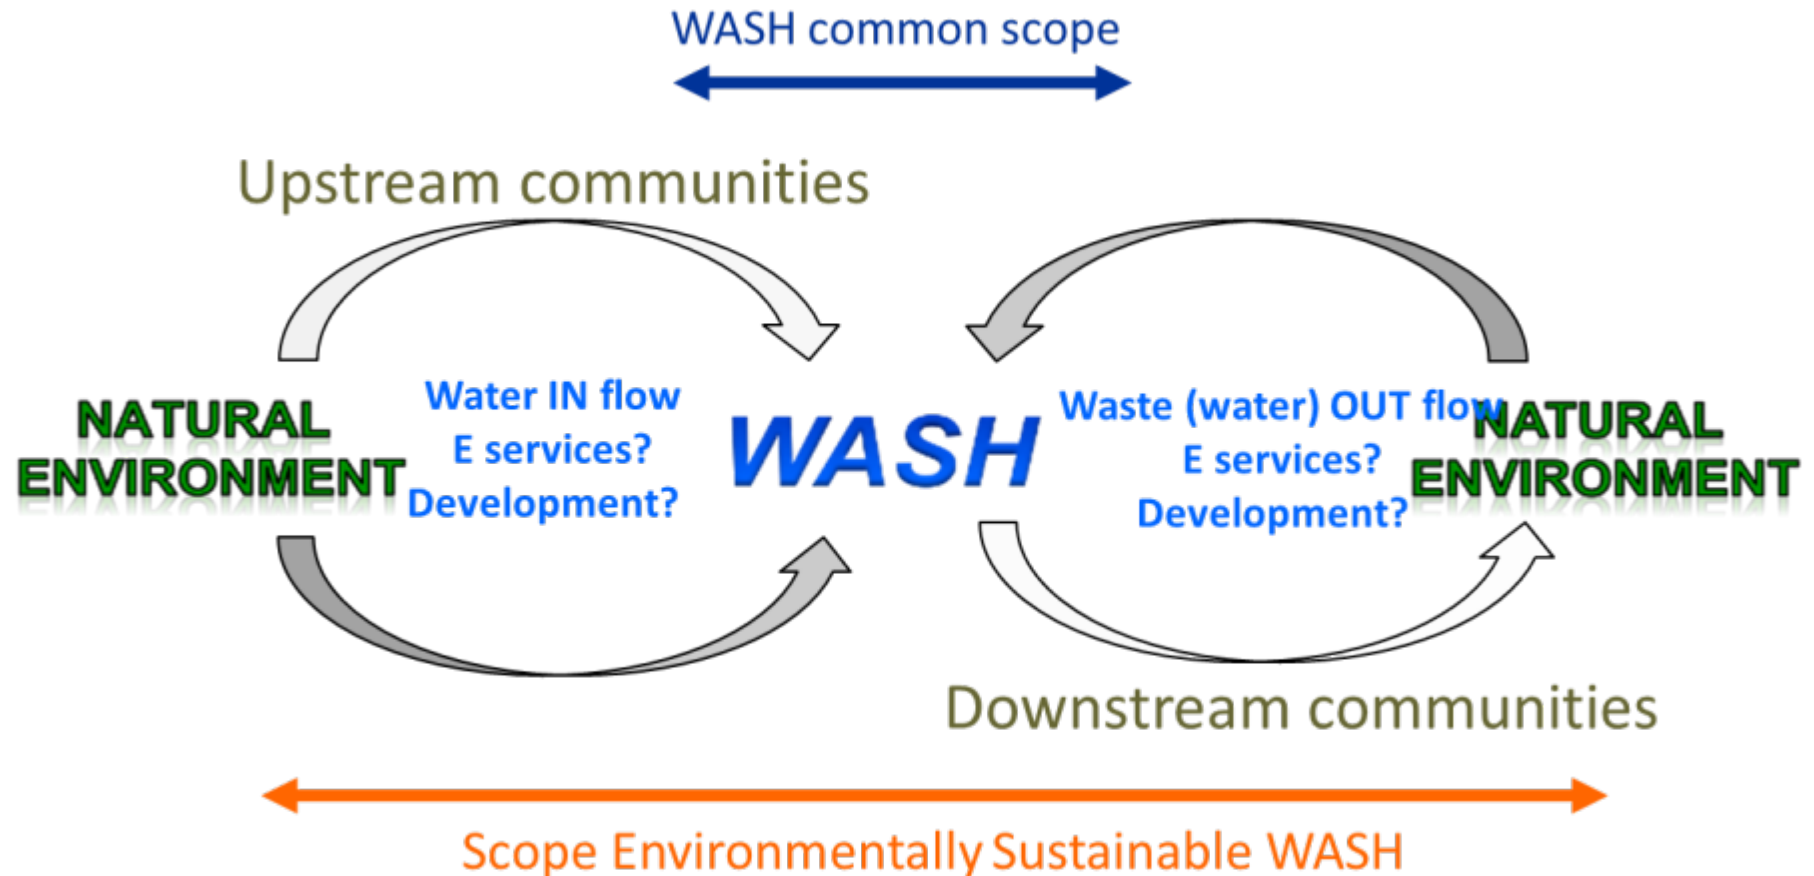 WASH common scope
Upstream communities
NATURAL
ENVIRONMENT
Water IN flow
E services?
Development?
WASH
Waste (water) OUT flow
E services?
Development?
NATURAL
ENVIRONMENT
Downstream communities
Scope Environmentally Sustainable WASH